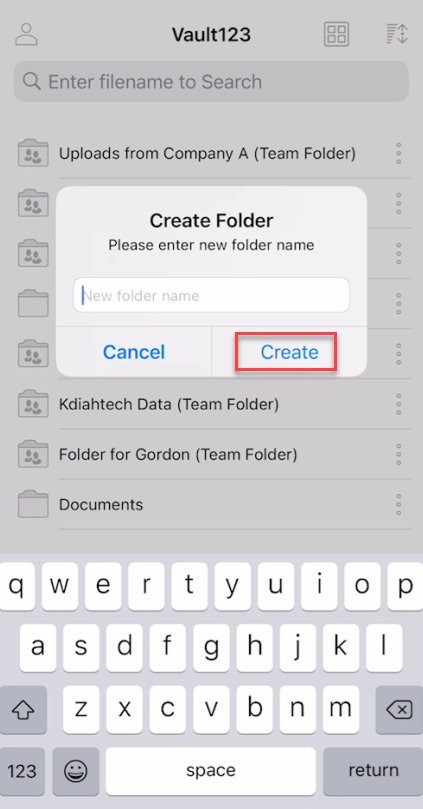 Vault123
Enter filename to Search
Uploads from Company A (Team Folder)
Create Folder
Please enter new folder name
New folder name
Cancel
Create
Kdiahtech Data (Team Folder)
Folder for Gordon (Team Folder)
Documents
q w e r t y u i o p
a s d f g h j k l
z x c v b n m
123 space return